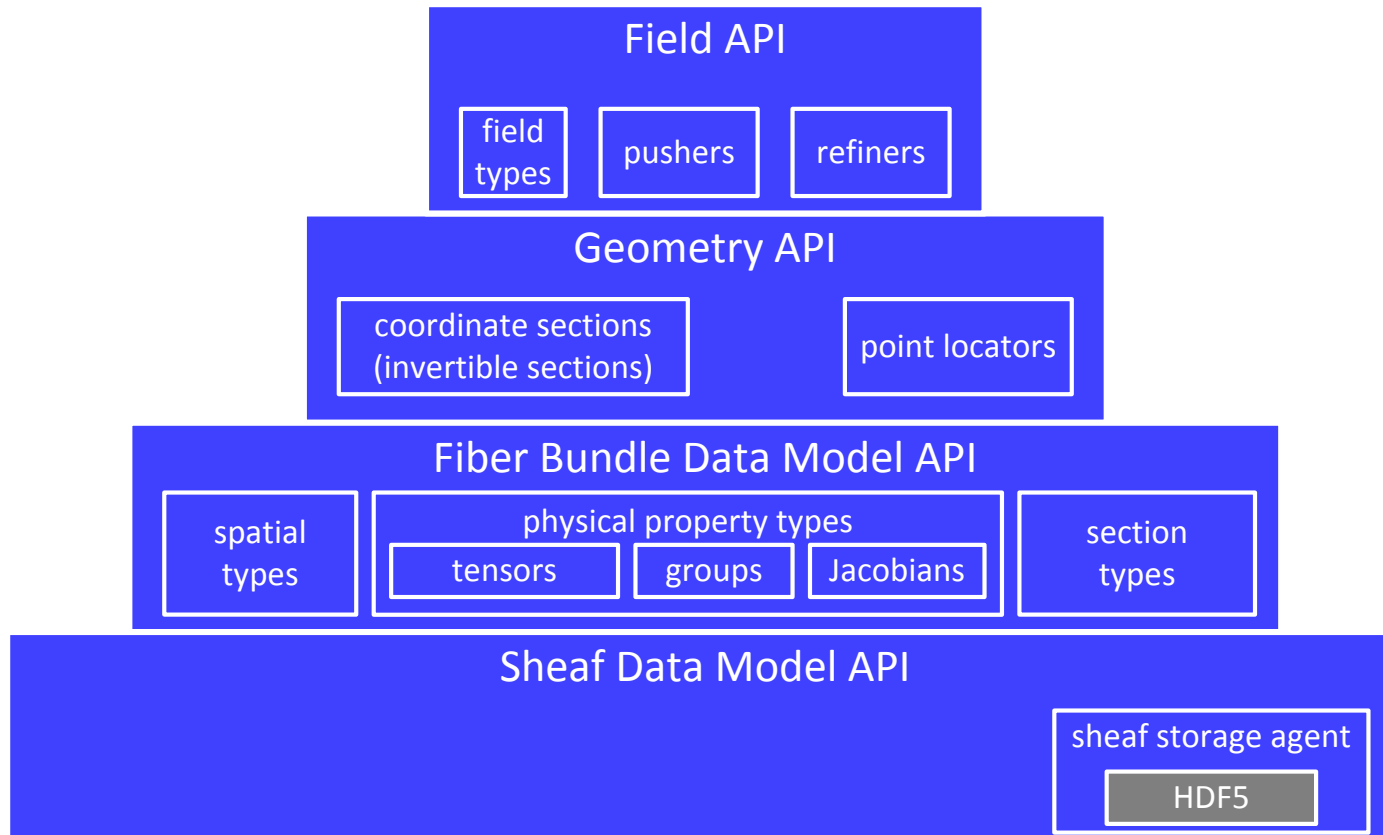 Field API
field
types
pushers
refiners
Geometry API
coordinate sections
(invertible sections)
point locators
Fiber Bundle Data Model API
spatial
types
physical property types
tensors
groups
Jacobians
section
types
Sheaf Data Model API
sheaf storage agent
HDF5